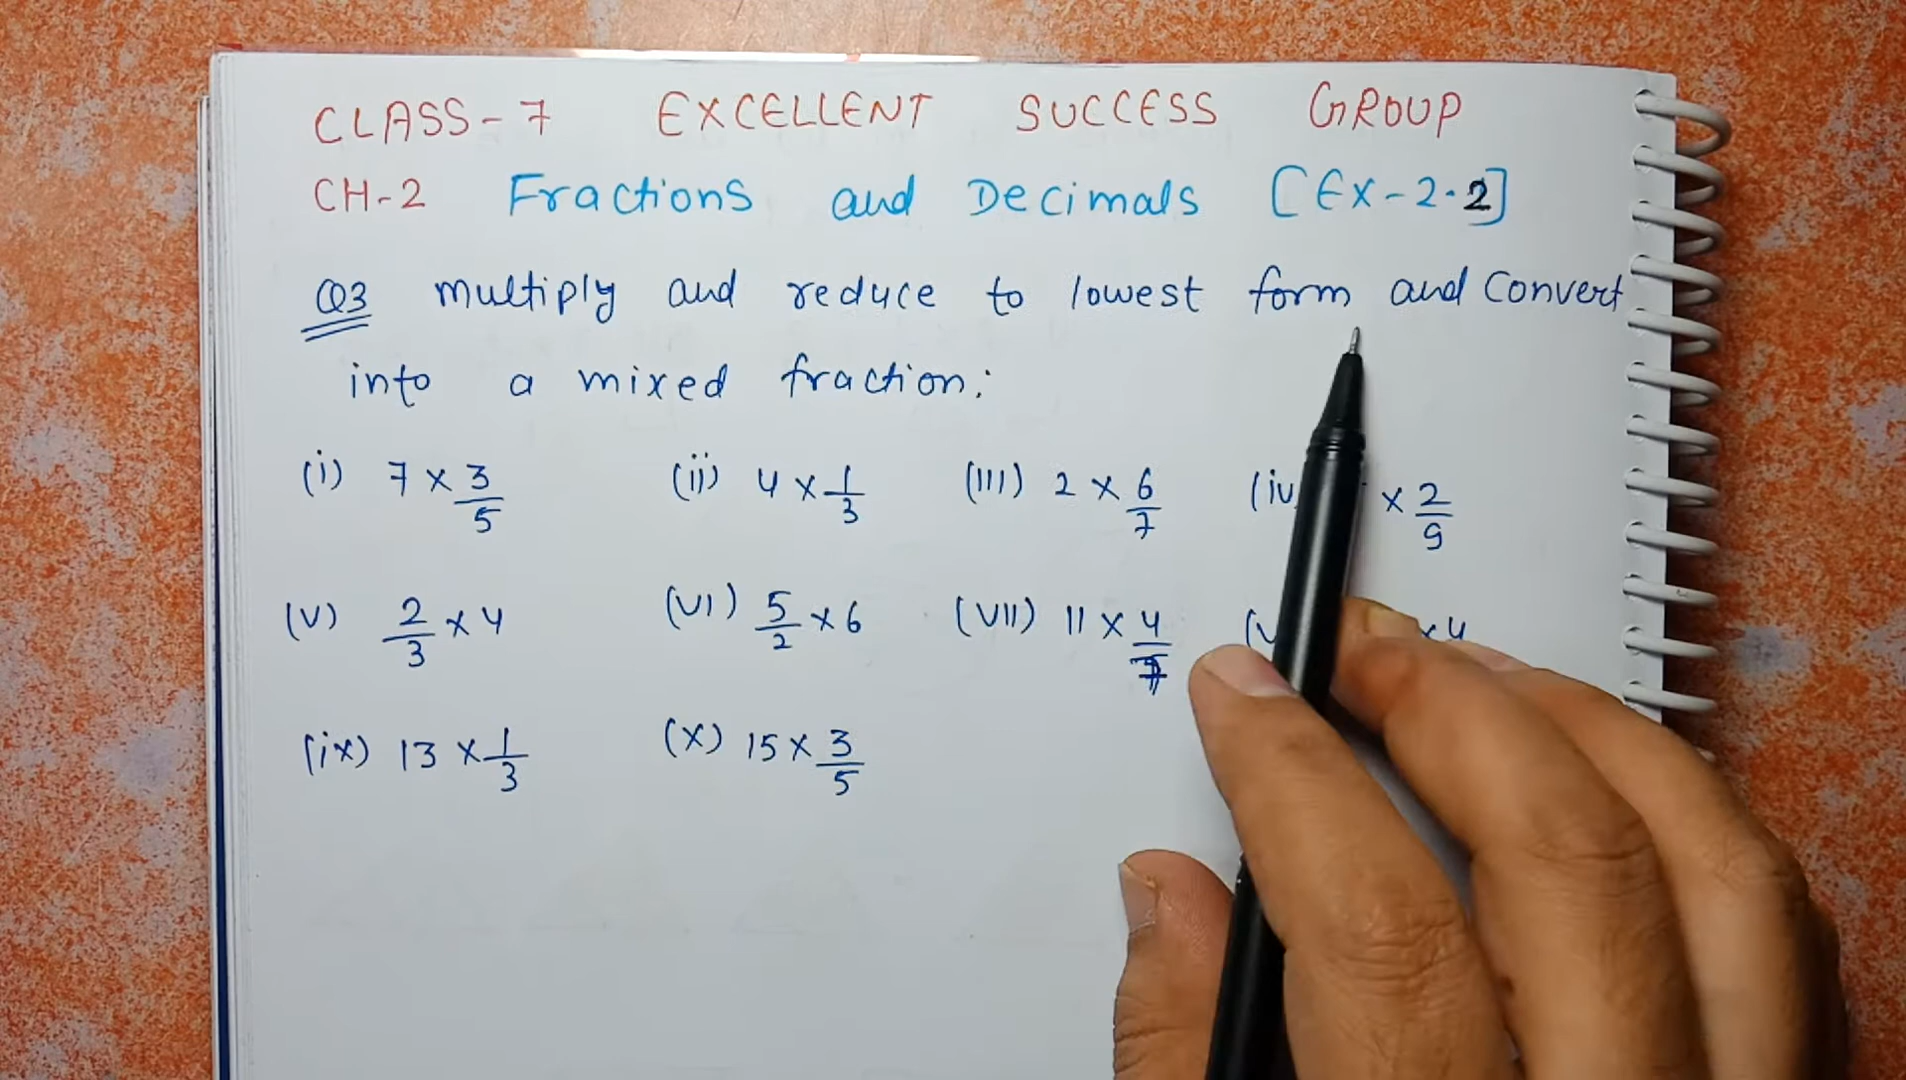 CLASS-7 EXCELLENT SUCCESS GROUP
CH-2 Fractions and Decimals [EX-2.2]
Q3 Multiply and reduce to lowest form and convert
into a mixed fraction:
(i) 7 × 3/5 (ii) 4 × 1/3 (III) 2 × 6/7 (iv × 2/9
(V) 2/3 × 4 (VI) 5/2 × 6 (VII) 11 × 4/7 (V × 4
(ix) 13 × 1/3 (X) 15 × 3/5